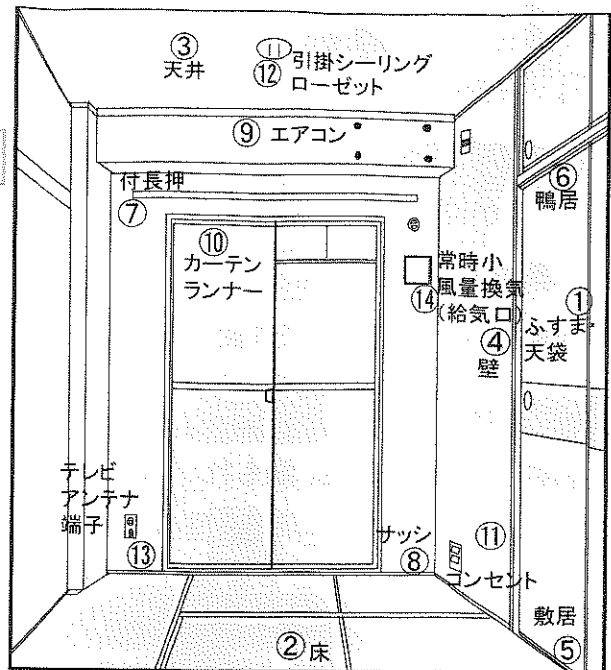 ③
天井
⑫ 引掛シーリング
ローゼット
⑨ エアコン
付長押
⑦
⑥
鴨居
⑩
カーテン
ランナー
常時小
風量換気
(給気口)
⑭
①
ふすま
天袋
④
壁
テレビ
アンテナ
端子
⑬
サッシ
⑧
⑪
コンセント
敷居
⑤
② 床